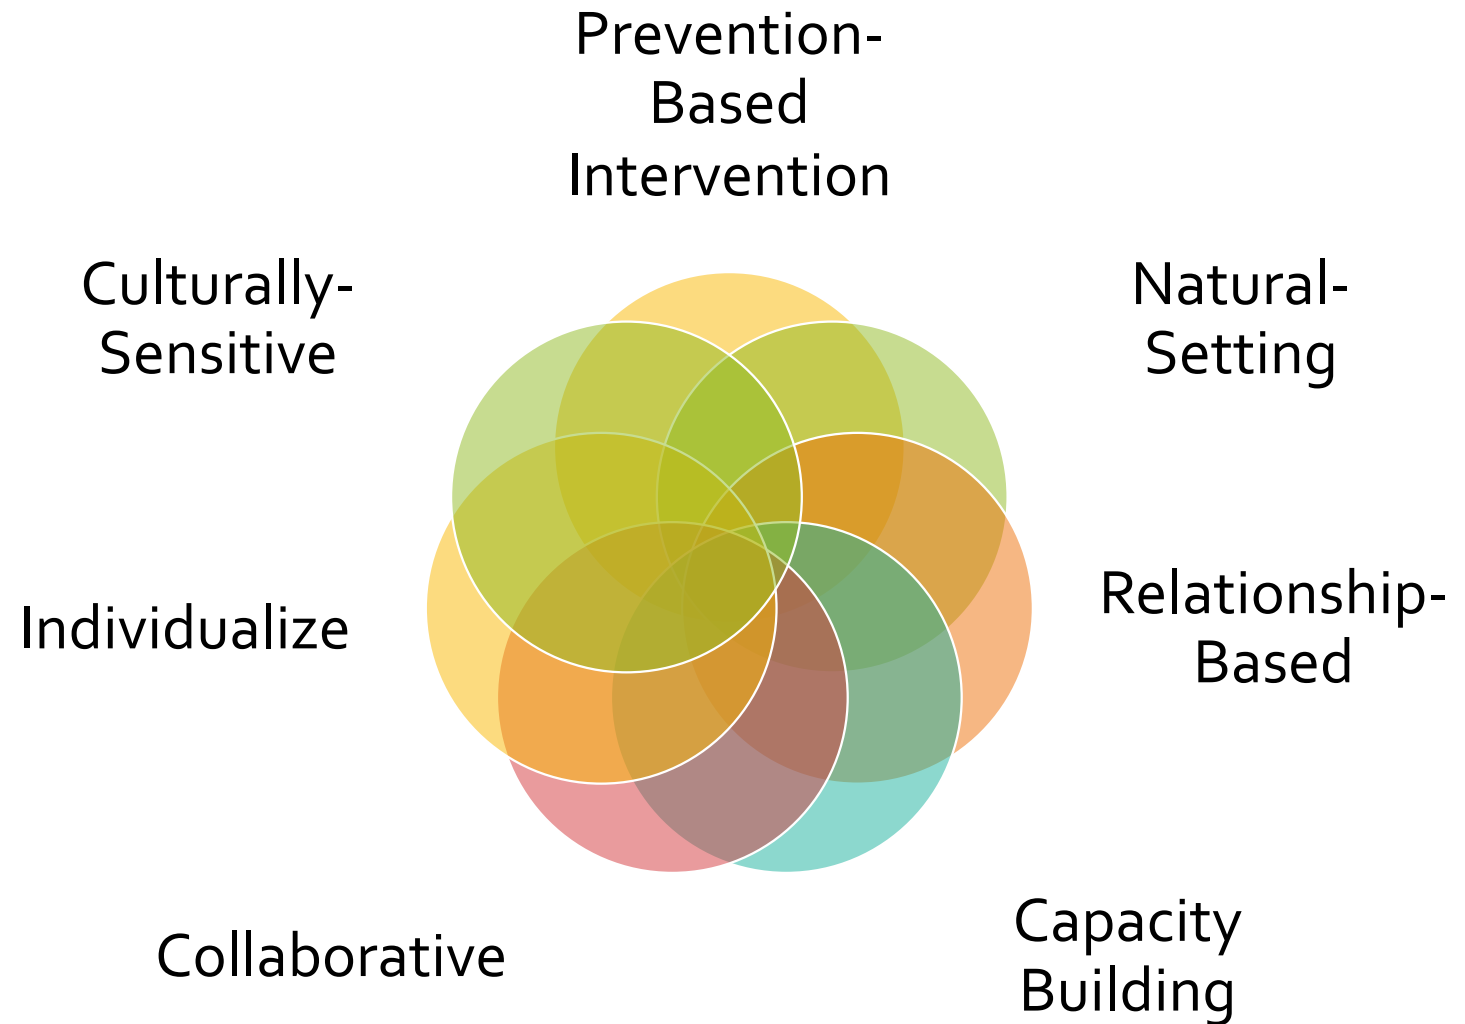 Prevention-
Based
Intervention
Natural-
Setting
Relationship-
Based
Capacity
Building
Collaborative
Individualize
Culturally-
Sensitive